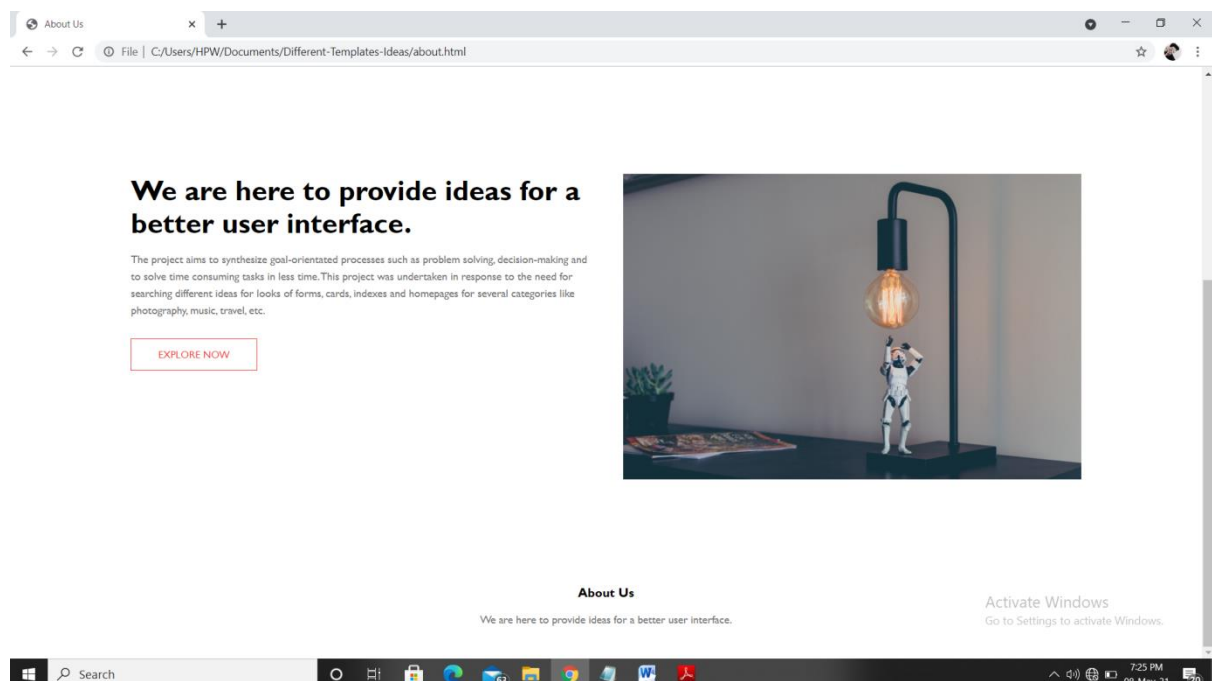 About Us
File | C:/Users/HPW/Documents/Different-Templates-Ideas/about.html
We are here to provide ideas for a
better user interface.
The project aims to synthesize goal-orientated processes such as problem solving, decision-making and
to solve time consuming tasks in less time. This project was undertaken in response to the need for
searching different ideas for looks of forms, cards, indexes and homepages for several categories like
photography, music, travel, etc.
EXPLORE NOW
About Us
We are here to provide ideas for a better user interface.
Activate Windows
Go to Settings to activate Windows.
Search
63
7:25 PM
08-May-21
20